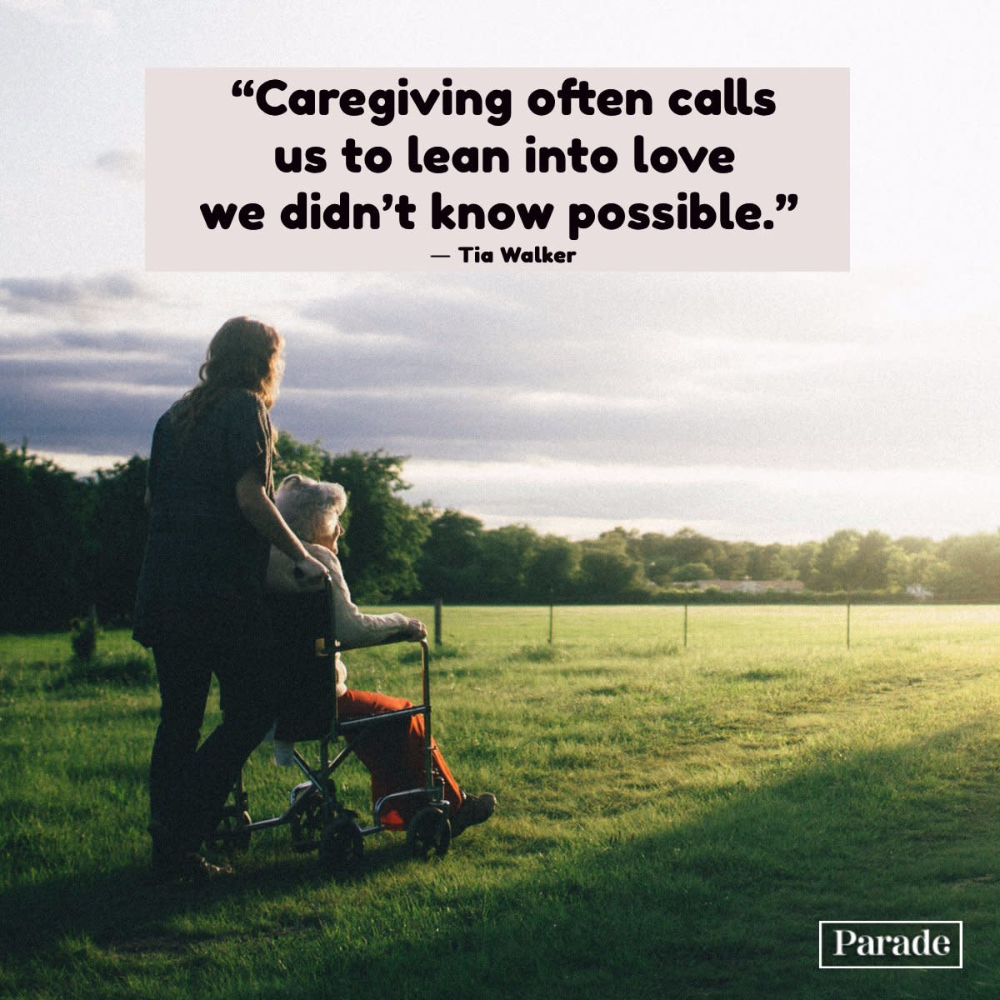 “Caregiving often calls
us to lean into love
we didn’t know possible.”
— Tia Walker
Parade